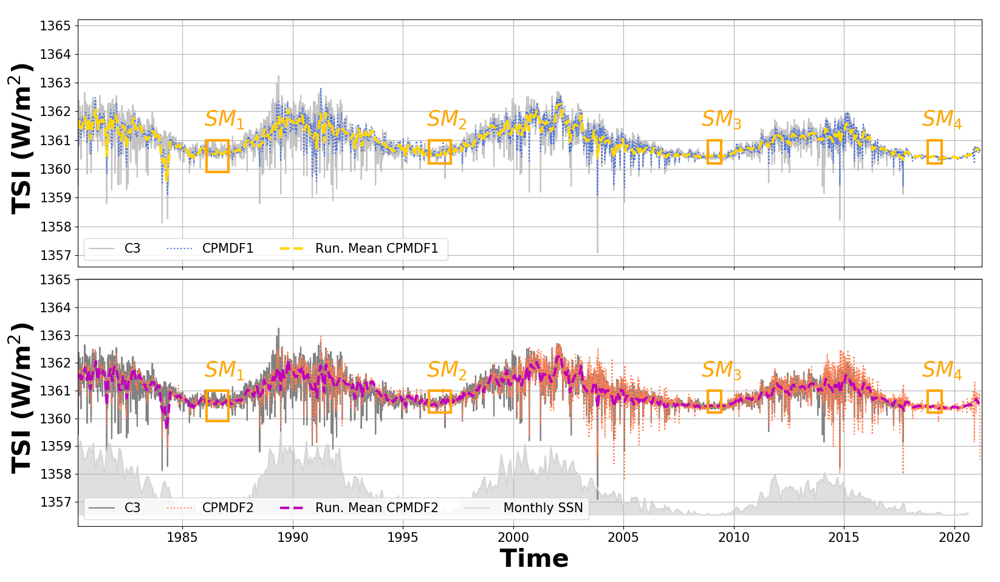 1365
1364
1363
1362
1361
1360
1359
1358
1357
TSI (W/m²)
SM₁ SM₂ SM₃ SM₄
C3 CPMDF1 Run. Mean CPMDF1
1365
1364
1363
1362
1361
1360
1359
1358
1357
TSI (W/m²)
SM₁ SM₂ SM₃ SM₄
C3 CPMDF2 Run. Mean CPMDF2 Monthly SSN
1985 1990 1995 2000 2005 2010 2015 2020
Time